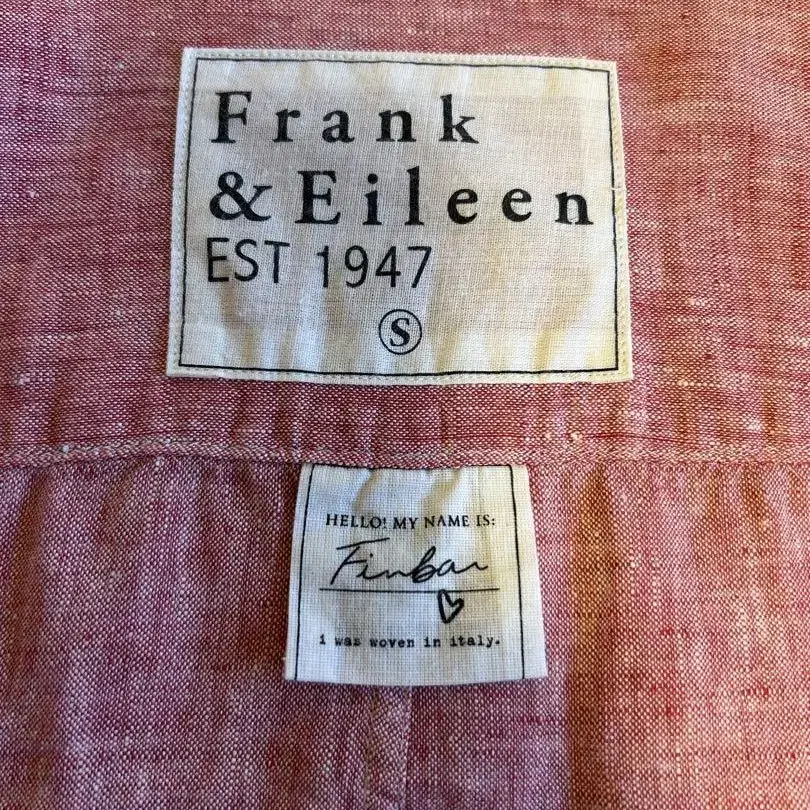 Frank
& Eileen
EST 1947
S
HELLO! MY NAME IS:
Finbar
i was woven in italy.